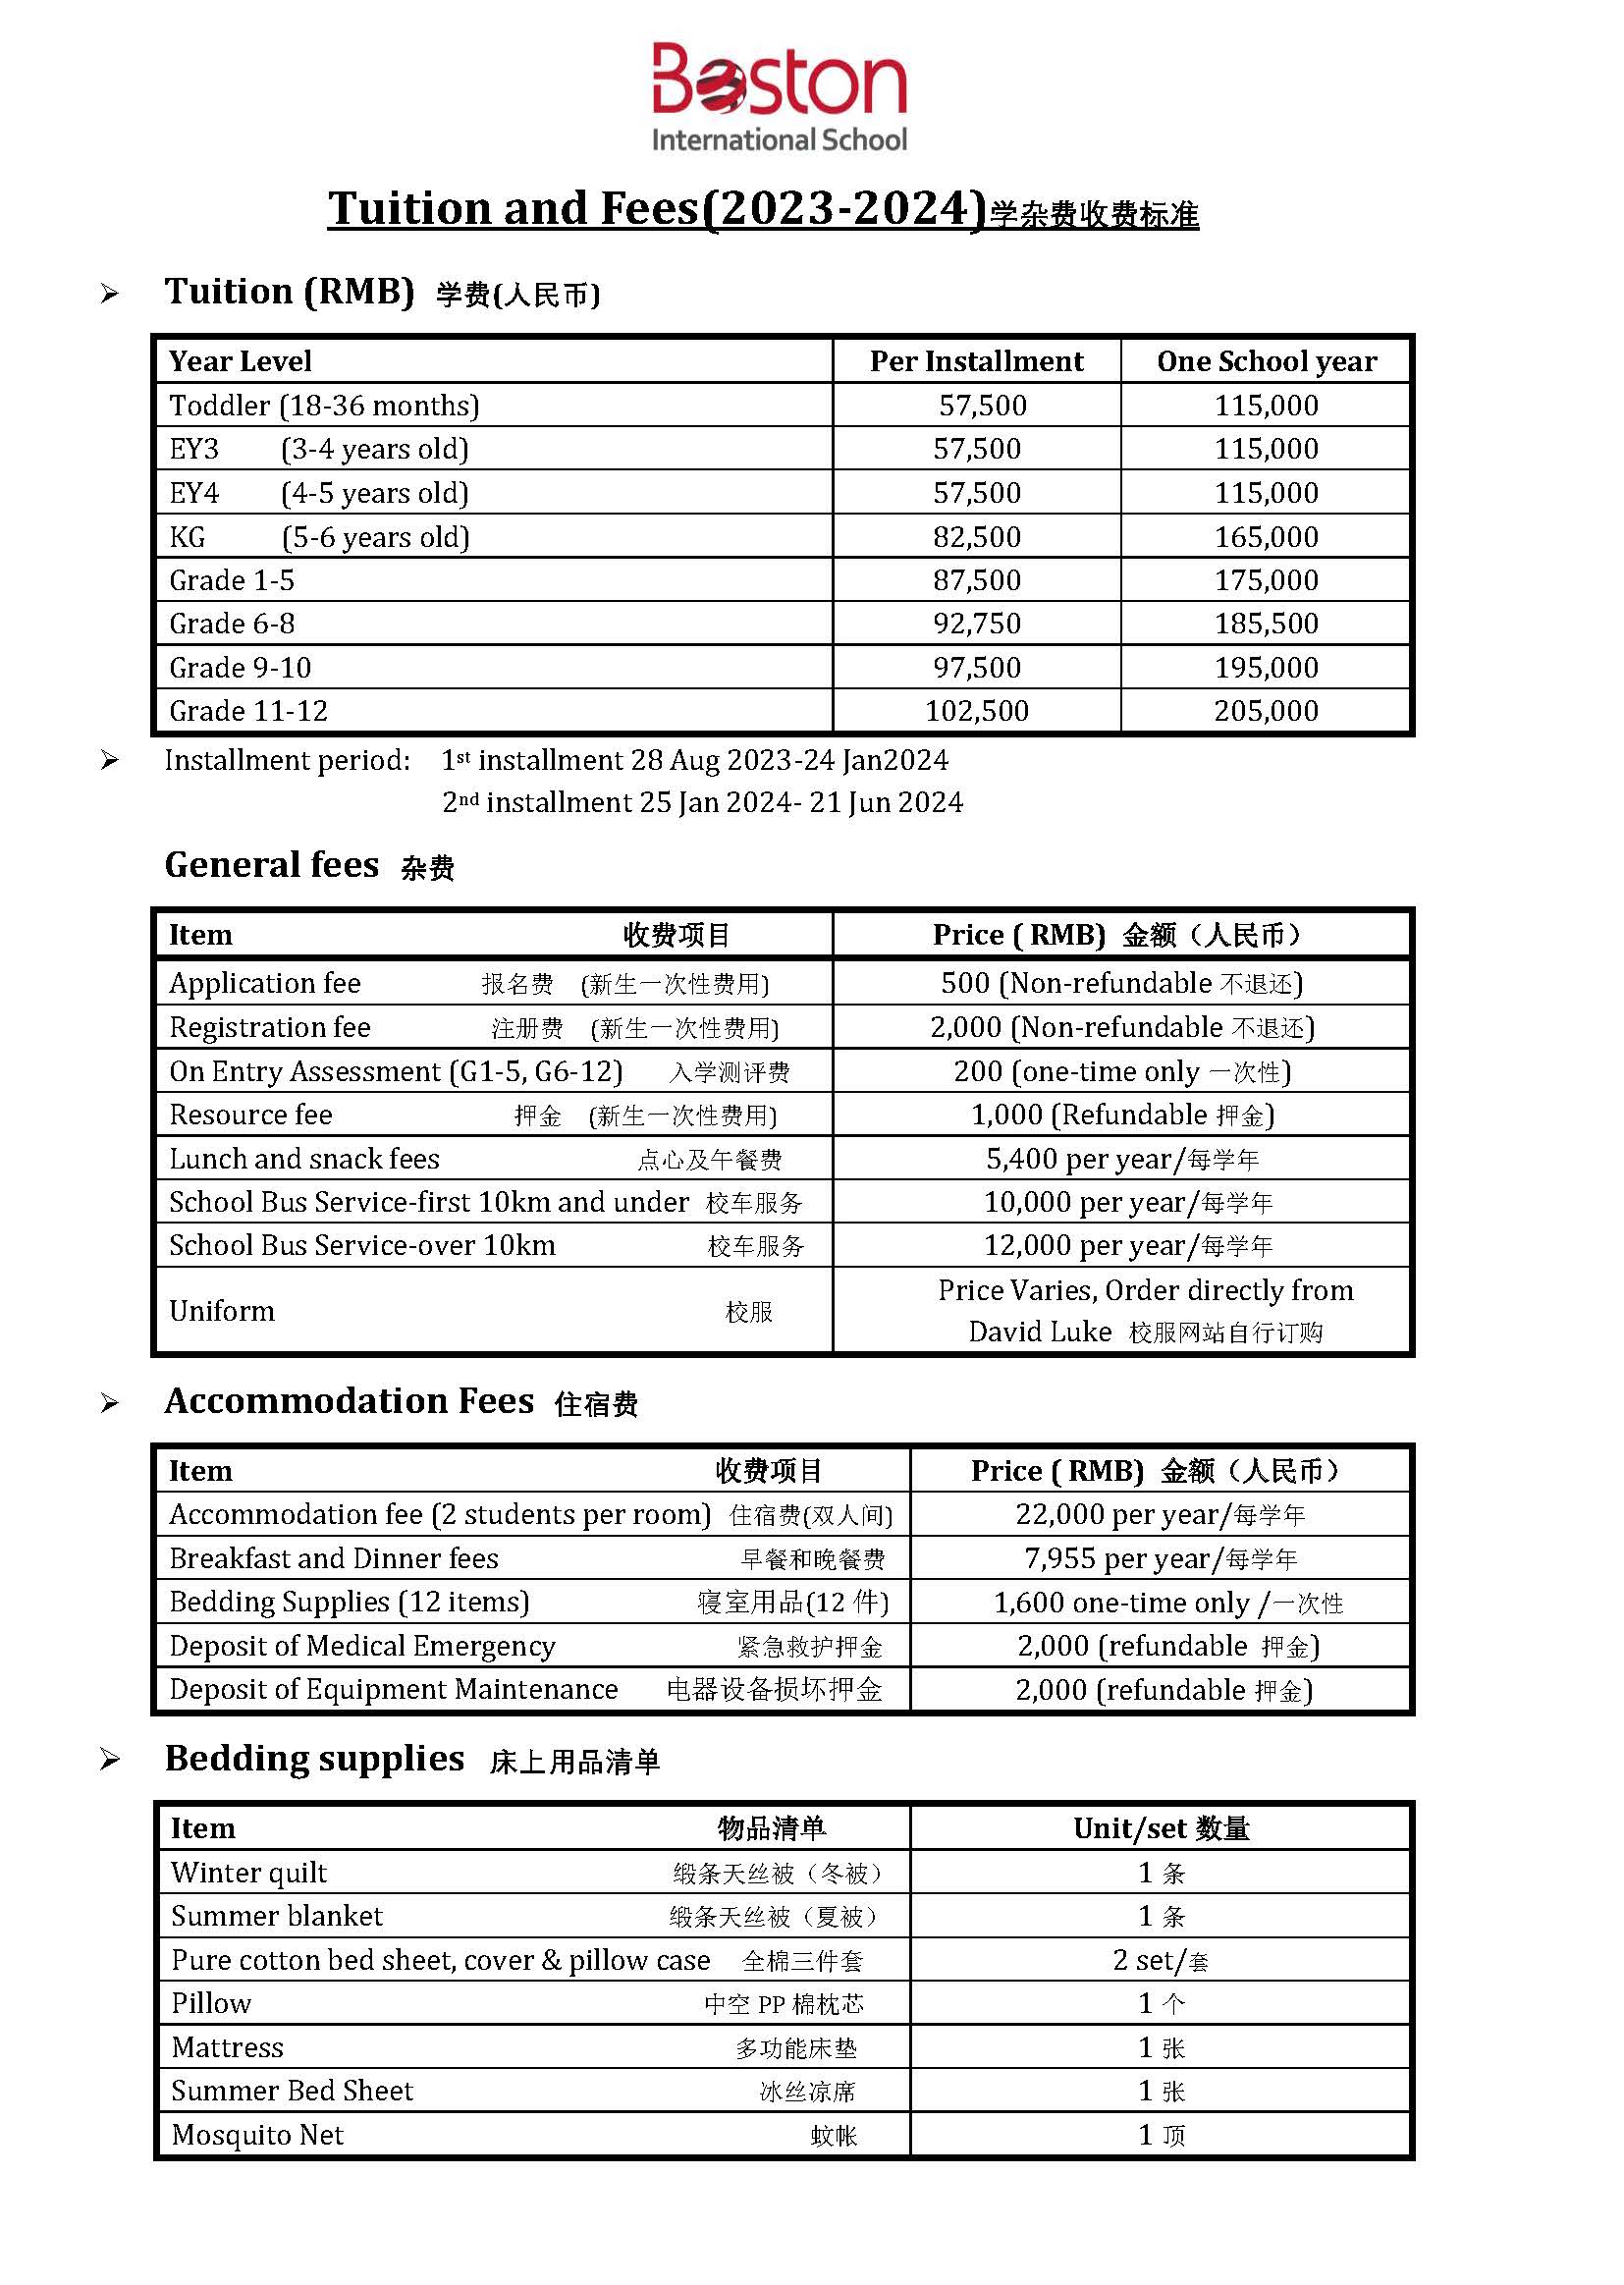 Boston
International School
Tuition and Fees(2023-2024)学杂费收费标准
➢ Tuition (RMB) 学费(人民币)
Year Level Per Installment One School year
Toddler (18-36 months) 57,500 115,000
EY3 (3-4 years old) 57,500 115,000
EY4 (4-5 years old) 57,500 115,000
KG (5-6 years old) 82,500 165,000
Grade 1-5 87,500 175,000
Grade 6-8 92,750 185,500
Grade 9-10 97,500 195,000
Grade 11-12 102,500 205,000
➢ Installment period: 1st installment 28 Aug 2023-24 Jan2024
2nd installment 25 Jan 2024- 21 Jun 2024
General fees 杂费
Item 收费项目 Price ( RMB) 金额（人民币）
Application fee 报名费 (新生一次性费用) 500 (Non-refundable 不退还)
Registration fee 注册费 (新生一次性费用) 2,000 (Non-refundable 不退还)
On Entry Assessment (G1-5, G6-12) 入学测评费 200 (one-time only 一次性)
Resource fee 押金 (新生一次性费用) 1,000 (Refundable 押金)
Lunch and snack fees 点心及午餐费 5,400 per year/每学年
School Bus Service-first 10km and under 校车服务 10,000 per year/每学年
School Bus Service-over 10km 校车服务 12,000 per year/每学年
Uniform 校服 Price Varies, Order directly from
David Luke 校服网站自行订购
➢ Accommodation Fees 住宿费
Item 收费项目 Price ( RMB) 金额（人民币）
Accommodation fee (2 students per room) 住宿费(双人间) 22,000 per year/每学年
Breakfast and Dinner fees 早餐和晚餐费 7,955 per year/每学年
Bedding Supplies (12 items) 寝室用品(12 件) 1,600 one-time only /一次性
Deposit of Medical Emergency 紧急救护押金 2,000 (refundable 押金)
Deposit of Equipment Maintenance 电器设备损坏押金 2,000 (refundable 押金)
➢ Bedding supplies 床上用品清单
Item 物品清单 Unit/set 数量
Winter quilt 缎条天丝被（冬被） 1 条
Summer blanket 缎条天丝被（夏被） 1 条
Pure cotton bed sheet, cover & pillow case 全棉三件套 2 set/套
Pillow 中空 PP 棉枕芯 1 个
Mattress 多功能床垫 1 张
Summer Bed Sheet 冰丝凉席 1 张
Mosquito Net 蚊帐 1 顶